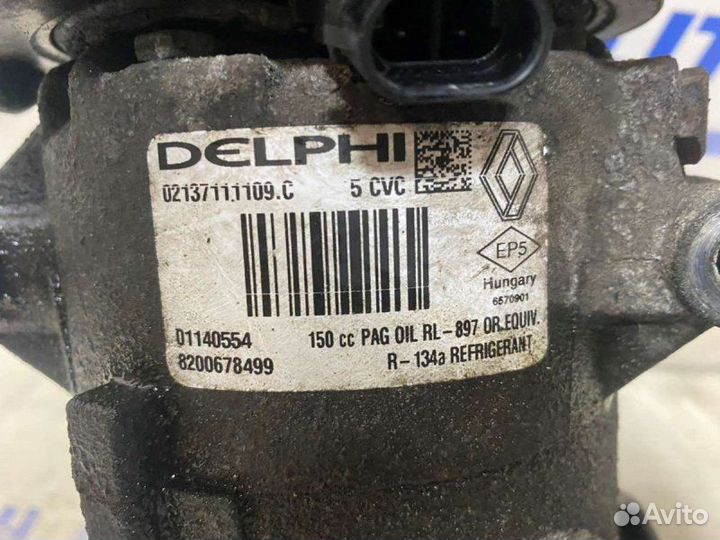 DELPHI
02137111109.C 5 CVC
EP5
Hungary
6570901
01140554 150 cc PAG OIL RL-897 OR.EQUIV.
8200678499 R-134a REFRIGERANT
Avito